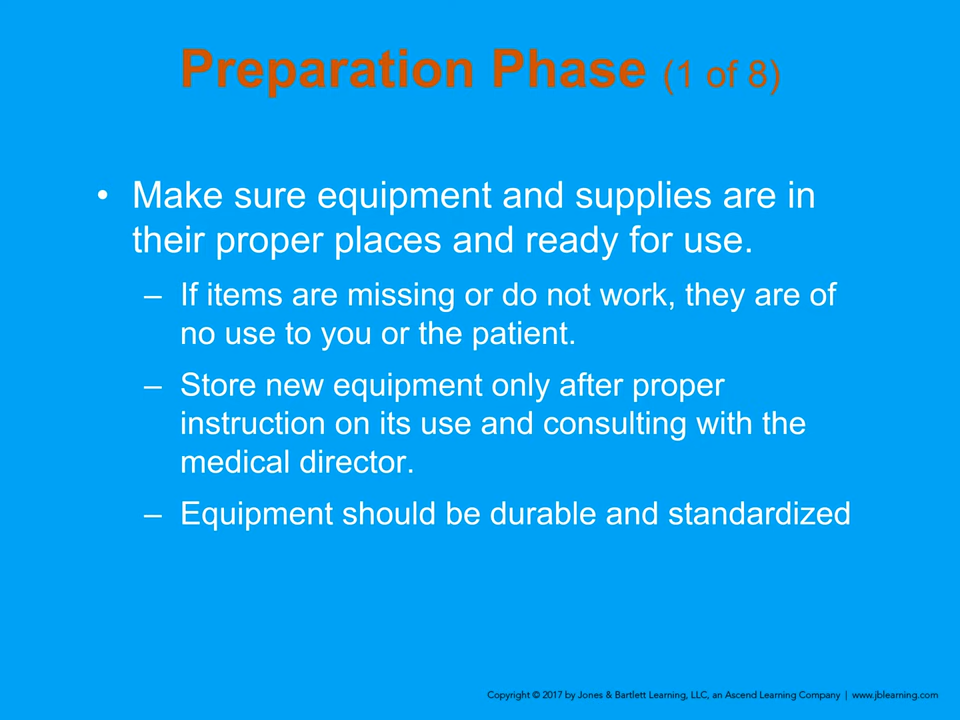 Preparation Phase (1 of 8)
• Make sure equipment and supplies are in
their proper places and ready for use.
– If items are missing or do not work, they are of
no use to you or the patient.
– Store new equipment only after proper
instruction on its use and consulting with the
medical director.
– Equipment should be durable and standardized
Copyright © 2017 by Jones & Bartlett Learning, LLC, an Ascend Learning Company | www.jblearning.com